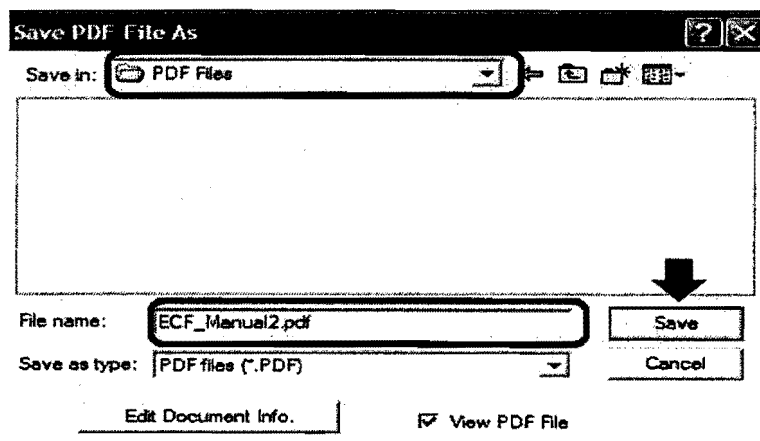 Save PDF File As
Save in: PDF Files
File name: ECF_Manual2.pdf Save
Save as type: PDF files (*.PDF) Cancel
Edit Document Info. View PDF File